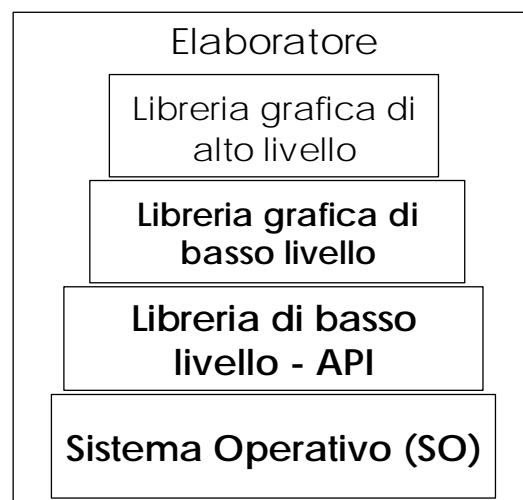 Elaboratore
Libreria grafica di
alto livello
Libreria grafica di
basso livello
Libreria di basso
livello - API
Sistema Operativo (SO)